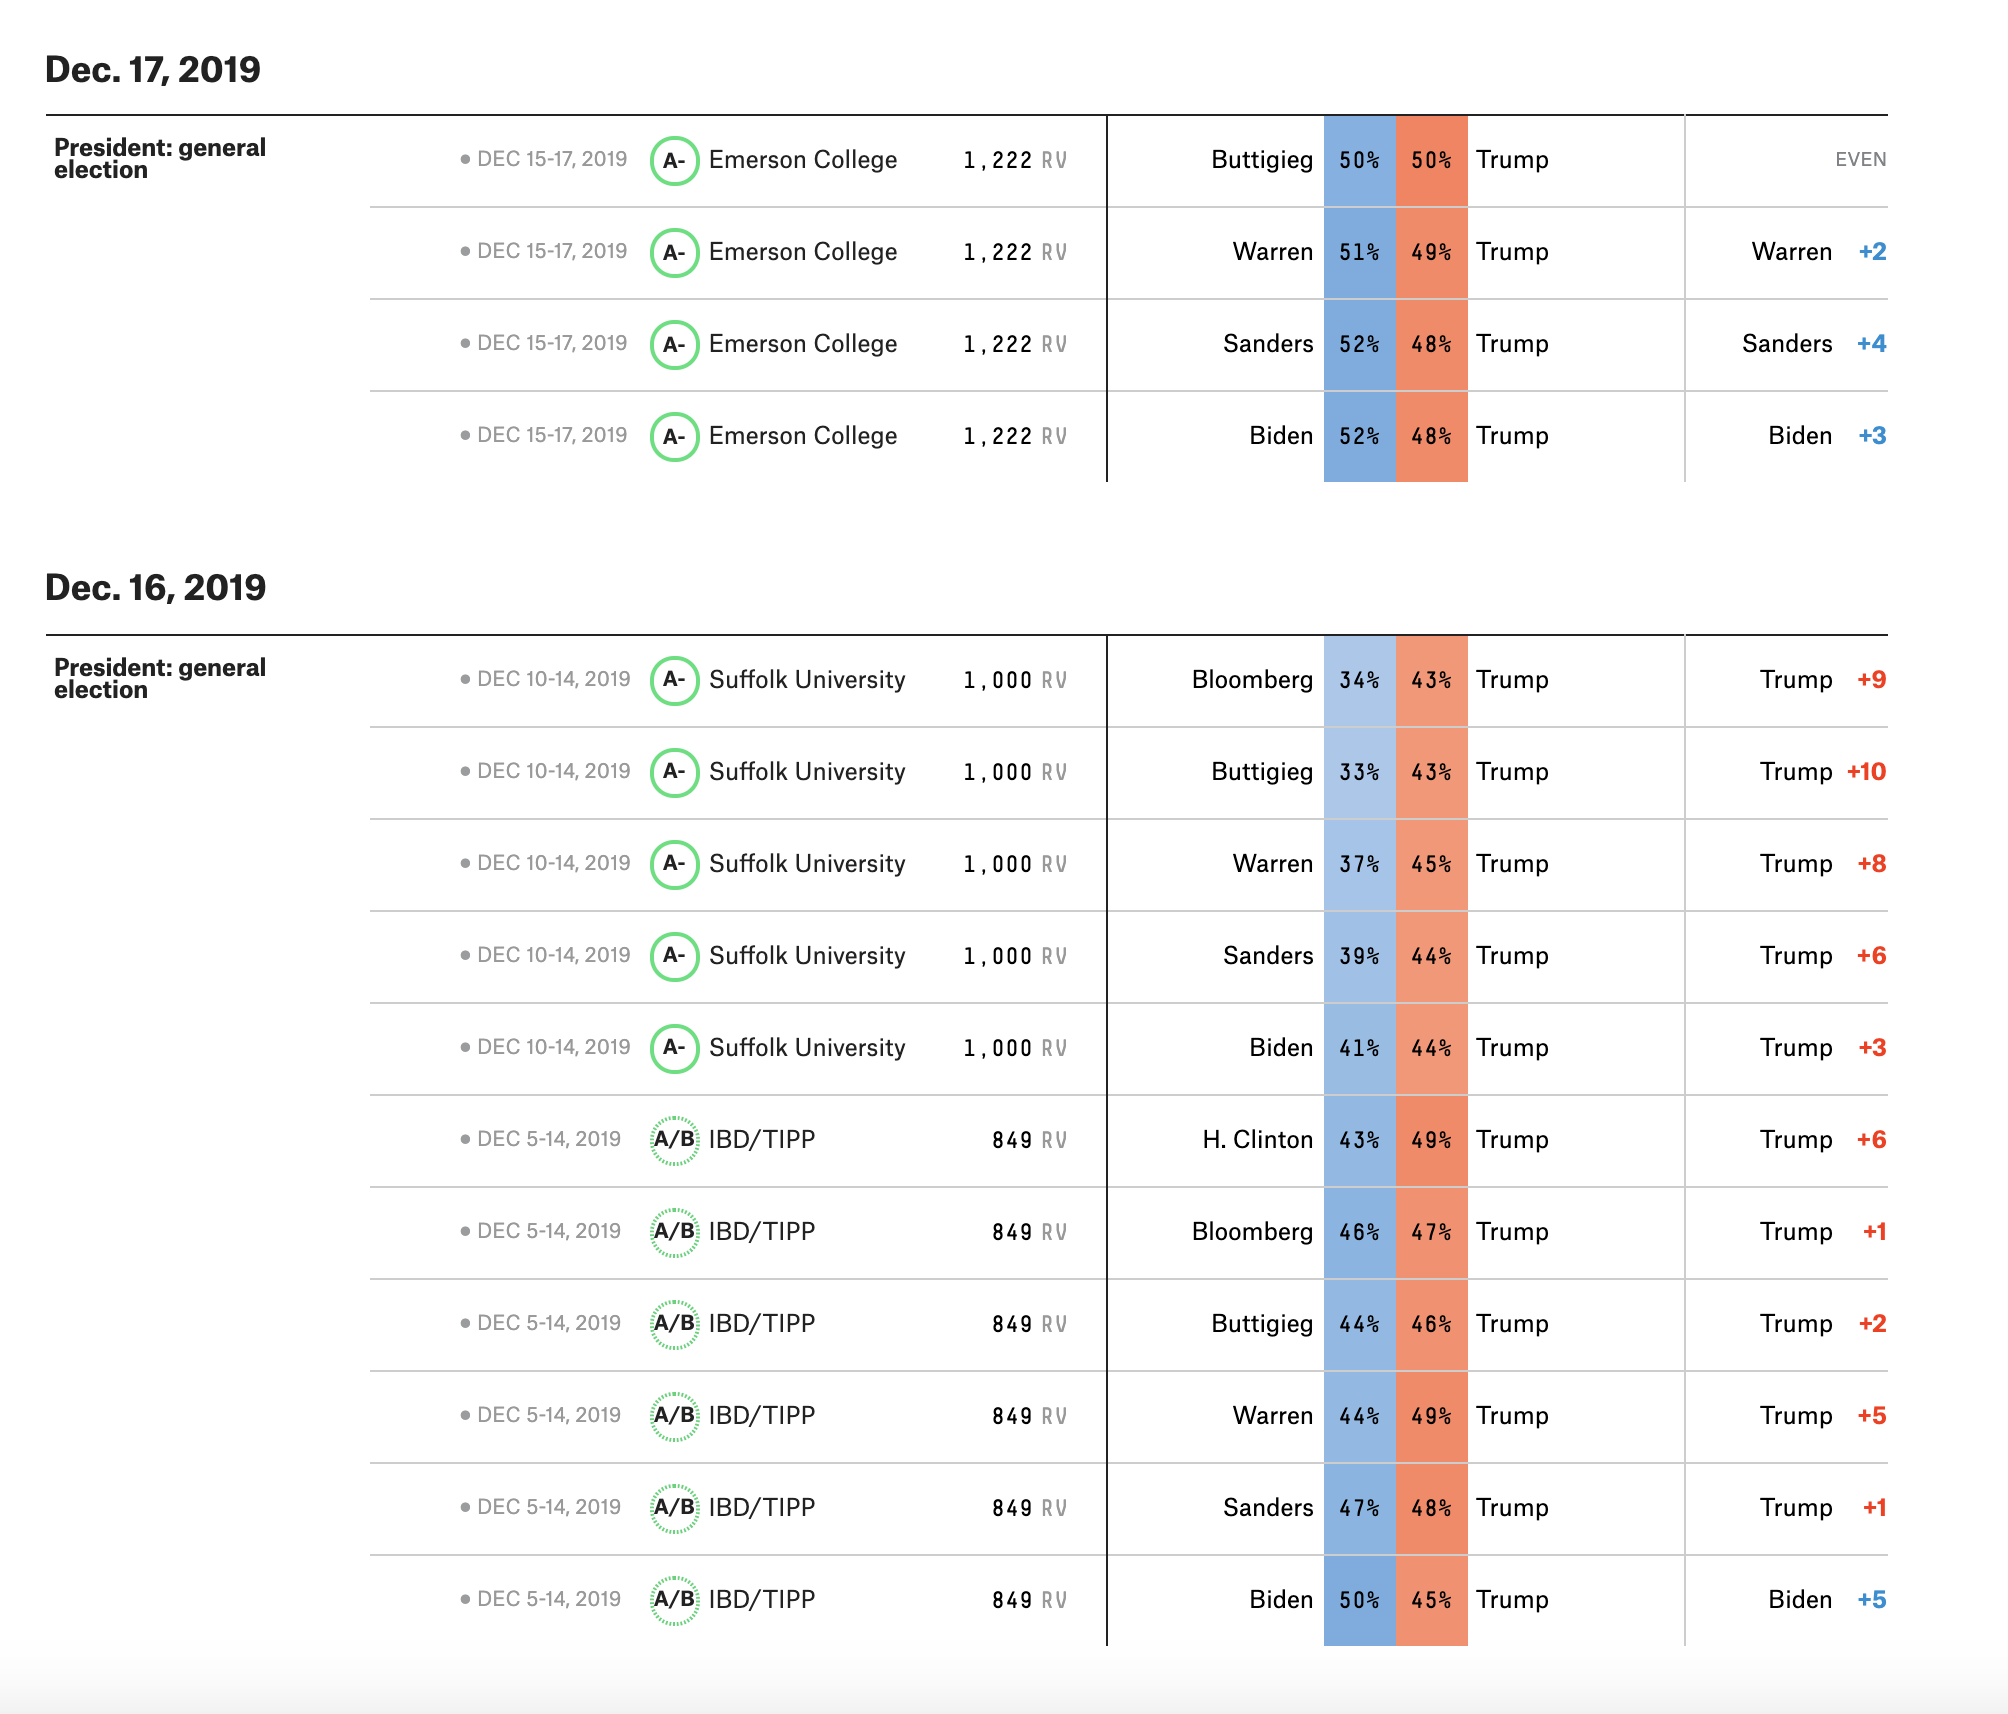 Dec. 17, 2019
President: general
election
• DEC 15-17, 2019 A- Emerson College 1,222 RV Buttigieg 50% 50% Trump EVEN
• DEC 15-17, 2019 A- Emerson College 1,222 RV Warren 51% 49% Trump Warren +2
• DEC 15-17, 2019 A- Emerson College 1,222 RV Sanders 52% 48% Trump Sanders +4
• DEC 15-17, 2019 A- Emerson College 1,222 RV Biden 52% 48% Trump Biden +3
Dec. 16, 2019
President: general
election
• DEC 10-14, 2019 A- Suffolk University 1,000 RV Bloomberg 34% 43% Trump Trump +9
• DEC 10-14, 2019 A- Suffolk University 1,000 RV Buttigieg 33% 43% Trump Trump +10
• DEC 10-14, 2019 A- Suffolk University 1,000 RV Warren 37% 45% Trump Trump +8
• DEC 10-14, 2019 A- Suffolk University 1,000 RV Sanders 39% 44% Trump Trump +6
• DEC 10-14, 2019 A- Suffolk University 1,000 RV Biden 41% 44% Trump Trump +3
• DEC 5-14, 2019 A/B IBD/TIPP 849 RV H. Clinton 43% 49% Trump Trump +6
• DEC 5-14, 2019 A/B IBD/TIPP 849 RV Bloomberg 46% 47% Trump Trump +1
• DEC 5-14, 2019 A/B IBD/TIPP 849 RV Buttigieg 44% 46% Trump Trump +2
• DEC 5-14, 2019 A/B IBD/TIPP 849 RV Warren 44% 49% Trump Trump +5
• DEC 5-14, 2019 A/B IBD/TIPP 849 RV Sanders 47% 48% Trump Trump +1
• DEC 5-14, 2019 A/B IBD/TIPP 849 RV Biden 50% 45% Trump Biden +5